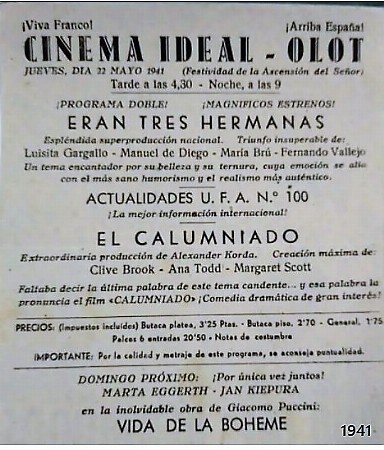 ¡Viva Franco! ¡Arriba España!
CINEMA IDEAL - OLOT
JUEVES, DIA 22 MAYO 1941 (Festividad de la Ascensión del Señor)
Tarde a las 4,30 - Noche, a las 9
¡PROGRAMA DOBLE! ¡MAGNIFICOS ESTRENOS!
ERAN TRES HERMANAS
Espléndida superproducción nacional. Triunfo insuperable de:
Luisita Gargallo - Manuel de Diego - María Brú - Fernando Vallejo
Un tema encantador por su belleza y su ternura, cuya emoción se alía
con el más sano humorismo y el realismo más auténtico.
ACTUALIDADES U. F. A. N.º 100
¡La mejor información internacional!
EL CALUMNIADO
Extraordinaria producción de Alexander Korda. Creación máxima de:
Clive Brook - Ana Todd - Margaret Scott
Faltaba decir la última palabra de este tema candente... y esa palabra la
pronuncia el film «CALUMNIADO» ¡Comedia dramática de gran interés!
PRECIOS: (Impuestos incluídos) Butaca platea, 3'25 Ptas. - Butaca piso, 2'70 - General, 1'75
Palcos 6 entradas 20'50 - Notas de costumbre
IMPORTANTE: Por la calidad y metraje de este programa, se aconseja puntualidad.
DOMINGO PRÓXIMO: ¡Por única vez juntos!
MARTA EGGERTH - JAN KIEPURA
en la inolvidable obra de Giacomo Puccini:
VIDA DE LA BOHEME
1941